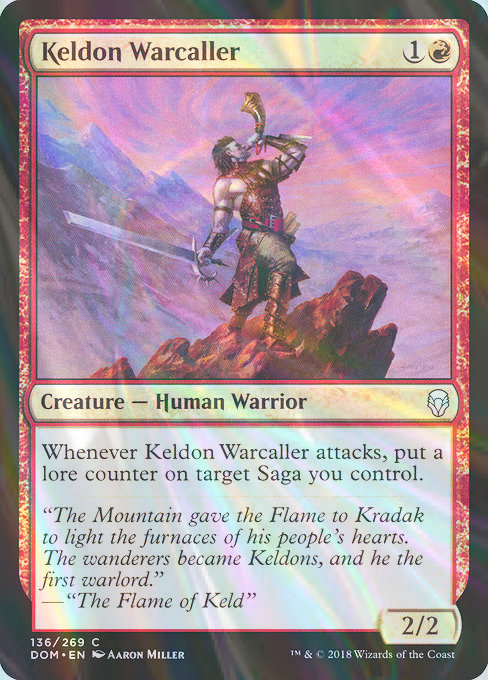 Keldon Warcaller 1
Creature — Human Warrior
Whenever Keldon Warcaller attacks, put a
lore counter on target Saga you control.
“The Mountain gave the Flame to Kradak
to light the furnaces of his people’s hearts.
The wanderers became Keldons, and he the
first warlord.”
—“The Flame of Keld”
2/2
136/269 C
DOM • EN Aaron Miller
™ & © 2018 Wizards of the Coast